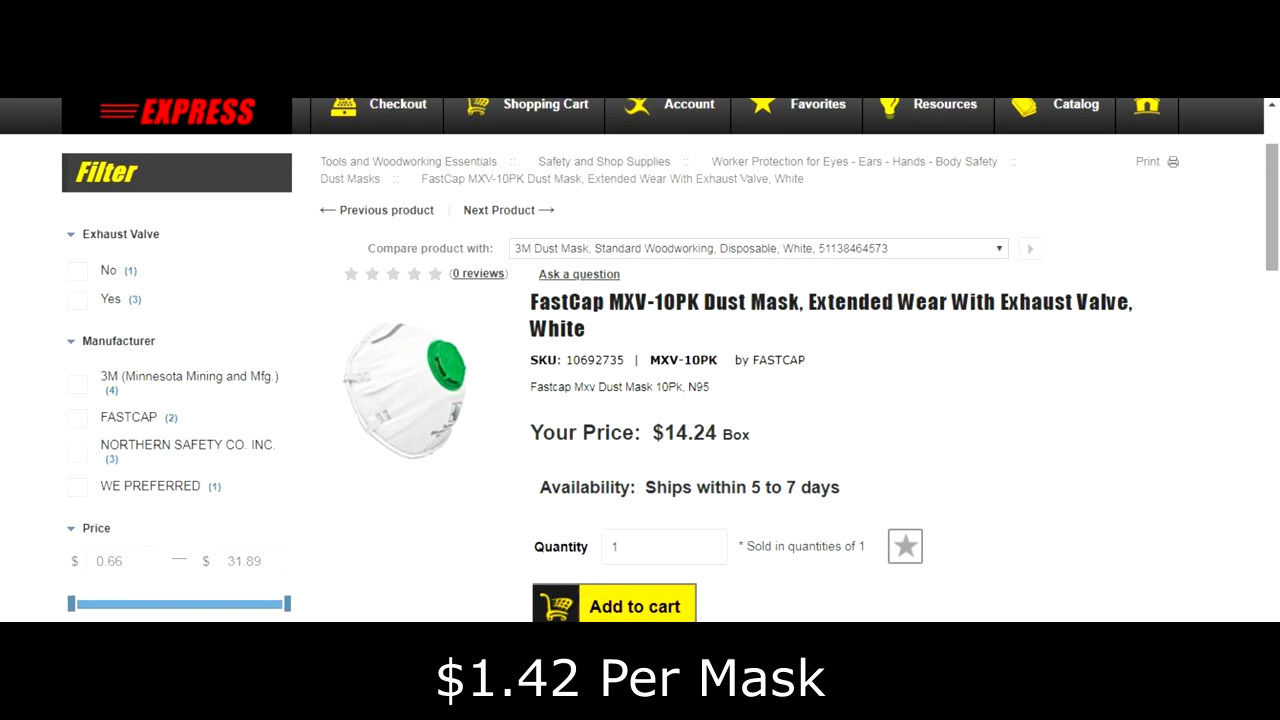 EXPRESS
Checkout
Shopping Cart
Account
Favorites
Resources
Catalog
Filter
Tools and Woodworking Essentials :: Safety and Shop Supplies :: Worker Protection for Eyes - Ears - Hands - Body Safety ::
Dust Masks :: FastCap MXV-10PK Dust Mask, Extended Wear With Exhaust Valve, White
Print
← Previous product | Next Product →
Exhaust Valve
No (1)
Yes (3)
Manufacturer
3M (Minnesota Mining and Mfg.)
(4)
FASTCAP (2)
NORTHERN SAFETY CO. INC.
(3)
WE PREFERRED (1)
Price
$ 0.66 — $ 31.89
Compare product with: 3M Dust Mask, Standard Woodworking, Disposable, White, 51138464573
(0 reviews) Ask a question
FastCap MXV-10PK Dust Mask, Extended Wear With Exhaust Valve,
White
SKU: 10692735 | MXV-10PK by FASTCAP
Fastcap Mxv Dust Mask 10Pk, N95
Your Price: $14.24 Box
Availability: Ships within 5 to 7 days
Quantity 1 * Sold in quantities of 1
Add to cart
$1.42 Per Mask